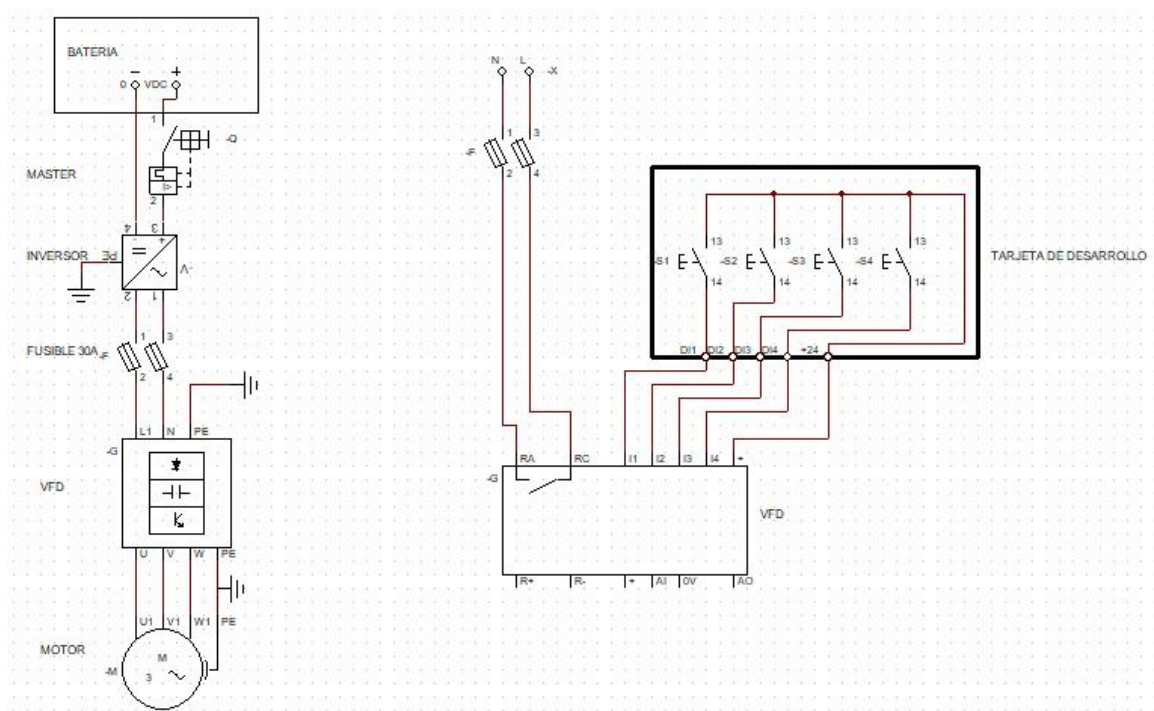 BATERIA
- +
0 VDC
1
-Q
MASTER
I>
2
4 3
- +
INVERSOR
PE
-V
2 1
FUSIBLE 30A
-F
1 3
2 4
L1 N PE
-G
VFD
U V W PE
U1 V1 W1 PE
MOTOR
-M
M
3
N L -X
1 3
-F
2 4
TARJETA DE DESARROLLO
13 13 13 13
-S1 -S2 -S3 -S4
14 14 14 14
DI1 DI2 DI3 DI4 +24
RA RC I1 I2 I3 I4 +
-G
VFD
R+ R- + AI 0V AO